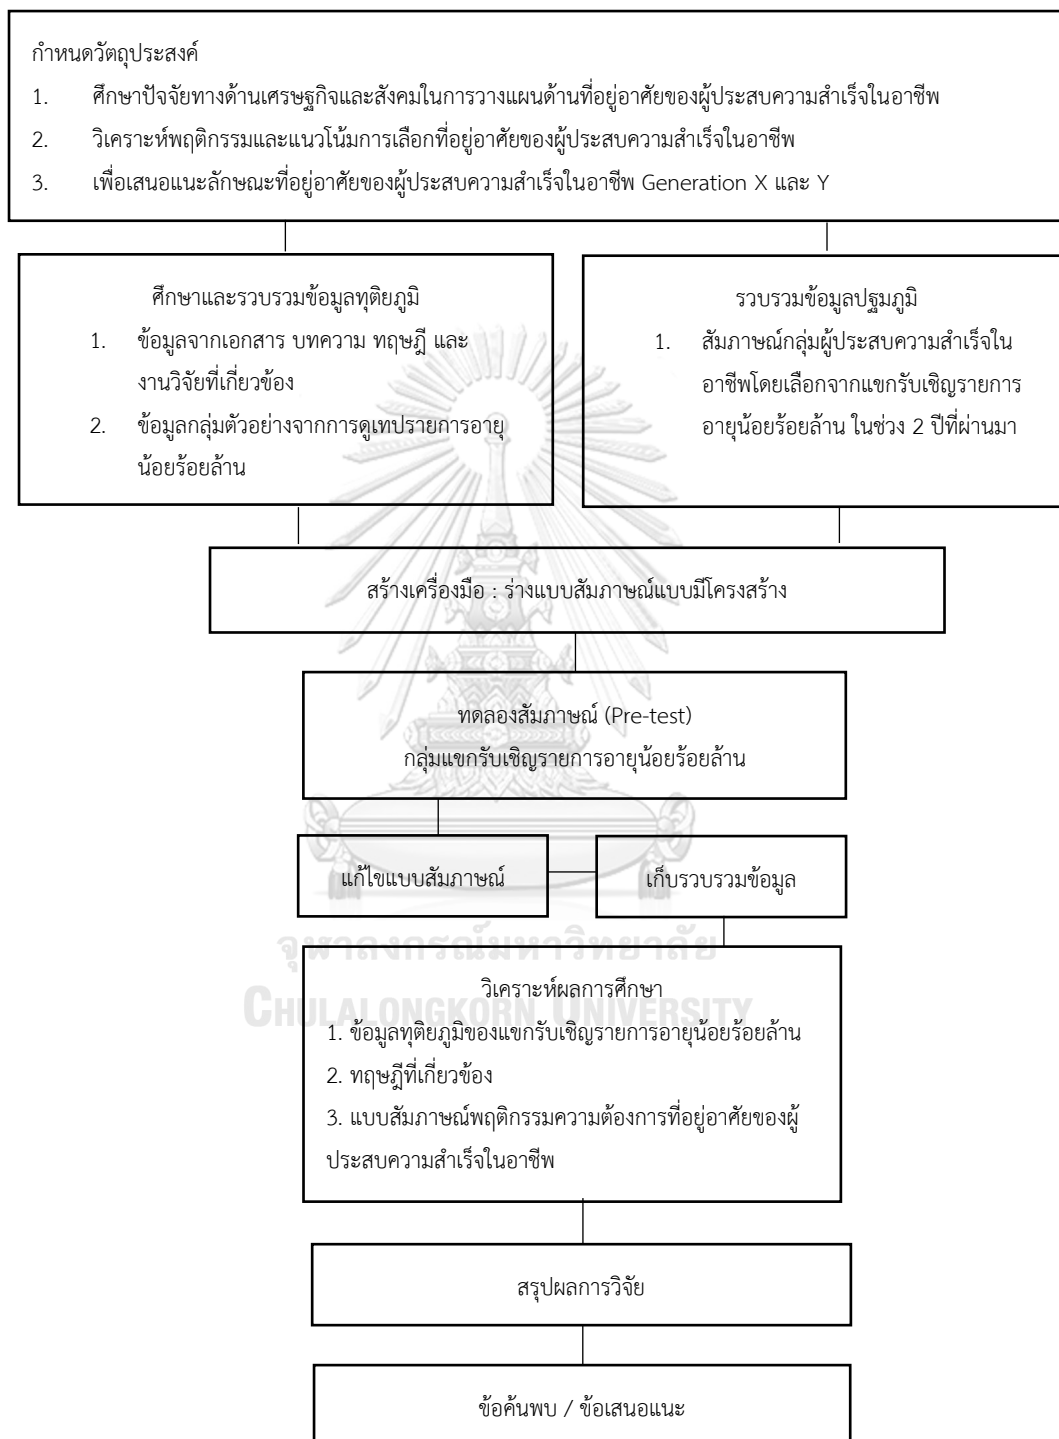 กำหนดวัตถุประสงค์
1. ศึกษาปัจจัยทางด้านเศรษฐกิจและสังคมในการวางแผนด้านที่อยู่อาศัยของผู้ประสบความสำเร็จในอาชีพ
2. วิเคราะห์พฤติกรรมและแนวโน้มการเลือกที่อยู่อาศัยของผู้ประสบความสำเร็จในอาชีพ
3. เพื่อเสนอแนะลักษณะที่อยู่อาศัยของผู้ประสบความสำเร็จในอาชีพ Generation X และ Y
ศึกษาและรวบรวมข้อมูลทุติยภูมิ
1. ข้อมูลจากเอกสาร บทความ ทฤษฎี และ
งานวิจัยที่เกี่ยวข้อง
2. ข้อมูลกลุ่มตัวอย่างจากการดูเทปรายการอายุ
น้อยร้อยล้าน
รวบรวมข้อมูลปฐมภูมิ
1. สัมภาษณ์กลุ่มผู้ประสบความสำเร็จใน
อาชีพโดยเลือกจากแขกรับเชิญรายการ
อายุน้อยร้อยล้าน ในช่วง 2 ปีที่ผ่านมา
สร้างเครื่องมือ : ร่างแบบสัมภาษณ์แบบมีโครงสร้าง
ทดลองสัมภาษณ์ (Pre-test)
กลุ่มแขกรับเชิญรายการอายุน้อยร้อยล้าน
แก้ไขแบบสัมภาษณ์
เก็บรวบรวมข้อมูล
จุฬาลงกรณ์มหาวิทยาลัย
CHULALONGKORN UNIVERSITY
วิเคราะห์ผลการศึกษา
1. ข้อมูลทุติยภูมิของแขกรับเชิญรายการอายุน้อยร้อยล้าน
2. ทฤษฎีที่เกี่ยวข้อง
3. แบบสัมภาษณ์พฤติกรรมความต้องการที่อยู่อาศัยของผู้
ประสบความสำเร็จในอาชีพ
สรุปผลการวิจัย
ข้อค้นพบ / ข้อเสนอแนะ